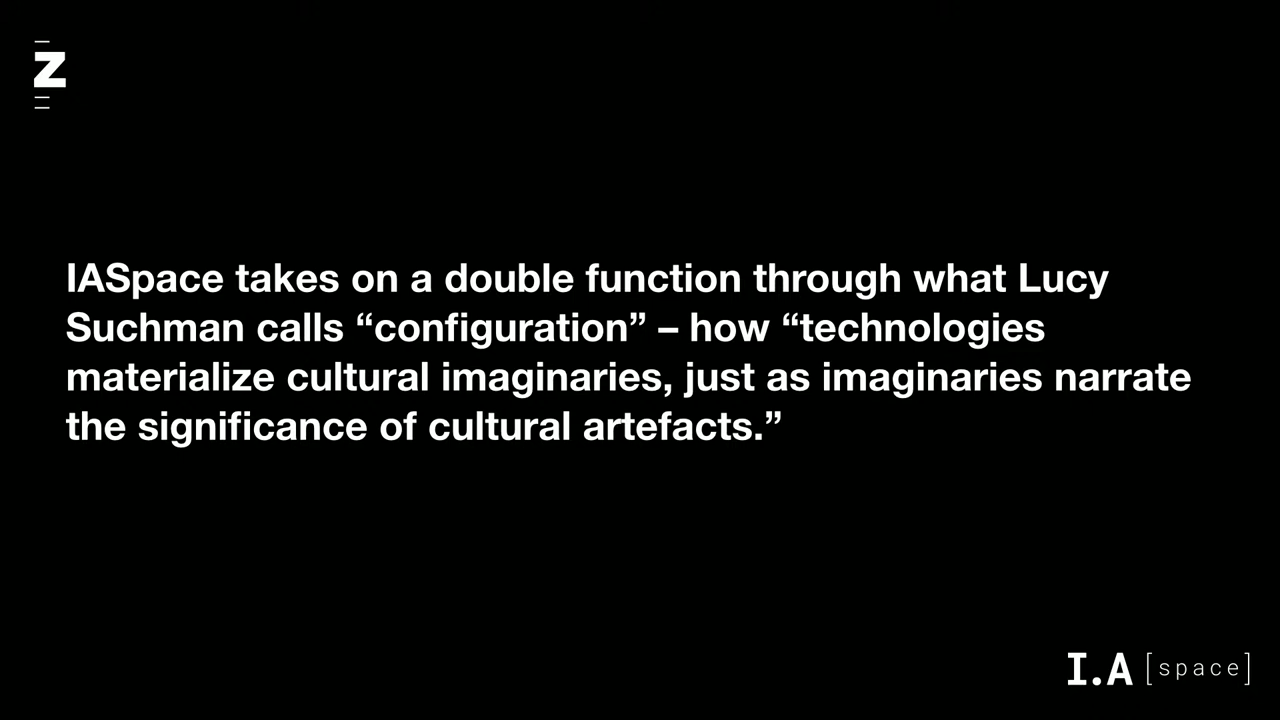 Z
IASpace takes on a double function through what Lucy
Suchman calls “configuration” – how “technologies
materialize cultural imaginaries, just as imaginaries narrate
the significance of cultural artefacts.”
I.A [space]